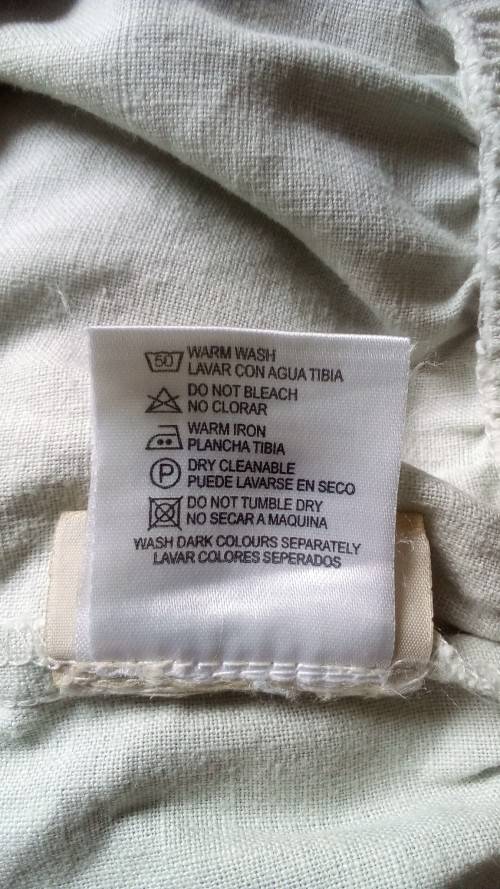 50 WARM WASH
LAVAR CON AGUA TIBIA
DO NOT BLEACH
NO CLORAR
WARM IRON
PLANCHA TIBIA
P DRY CLEANABLE
PUEDE LAVARSE EN SECO
DO NOT TUMBLE DRY
NO SECAR A MAQUINA
WASH DARK COLOURS SEPARATELY
LAVAR COLORES SEPERADOS